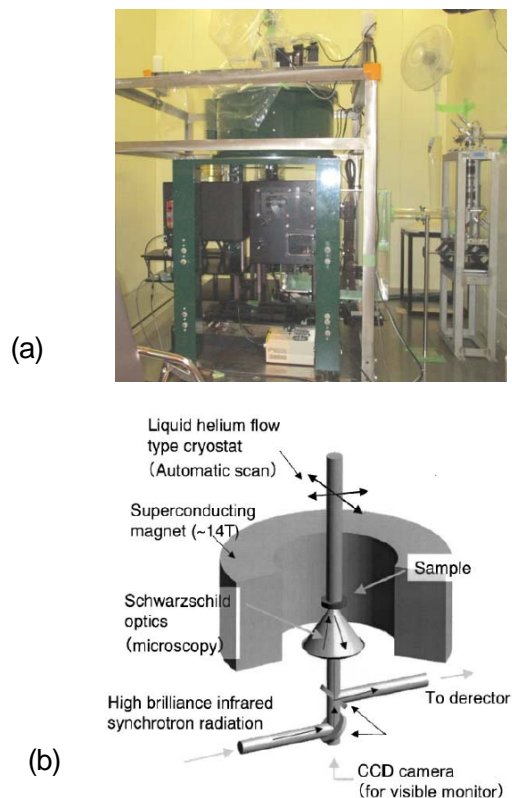 (a)
Liquid helium flow
type cryostat
(Automatic scan)
Superconducting
magnet (~14T)
Sample
Schwarzschild
optics
(microscopy)
High brilliance infrared
synchrotron radiation
To derector
CCD camera
(for visible monitor)
(b)